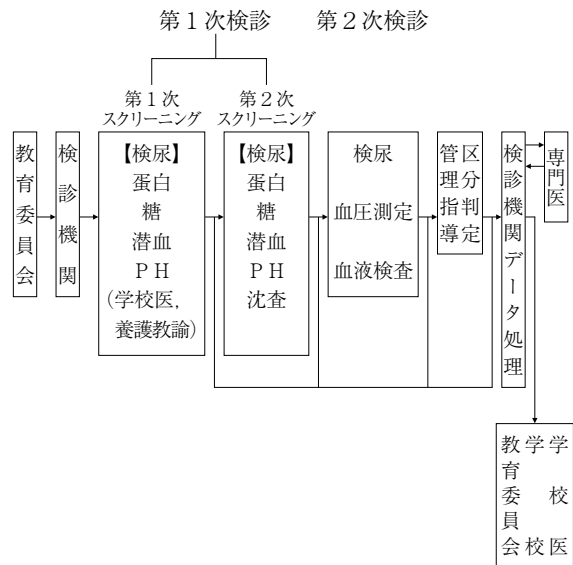 第１次検診　　第２次検診
第１次
スクリーニング
第２次
スクリーニング
教育委員会
検診機関
【検尿】
蛋白
糖
潜血
ＰＨ
(学校医，
養護教諭)
【検尿】
蛋白
糖
潜血
ＰＨ
沈査
検尿
血圧測定
血液検査
区分判定
管理指導
検診機関データ処理
専門医
学校医
学校
教育委員会